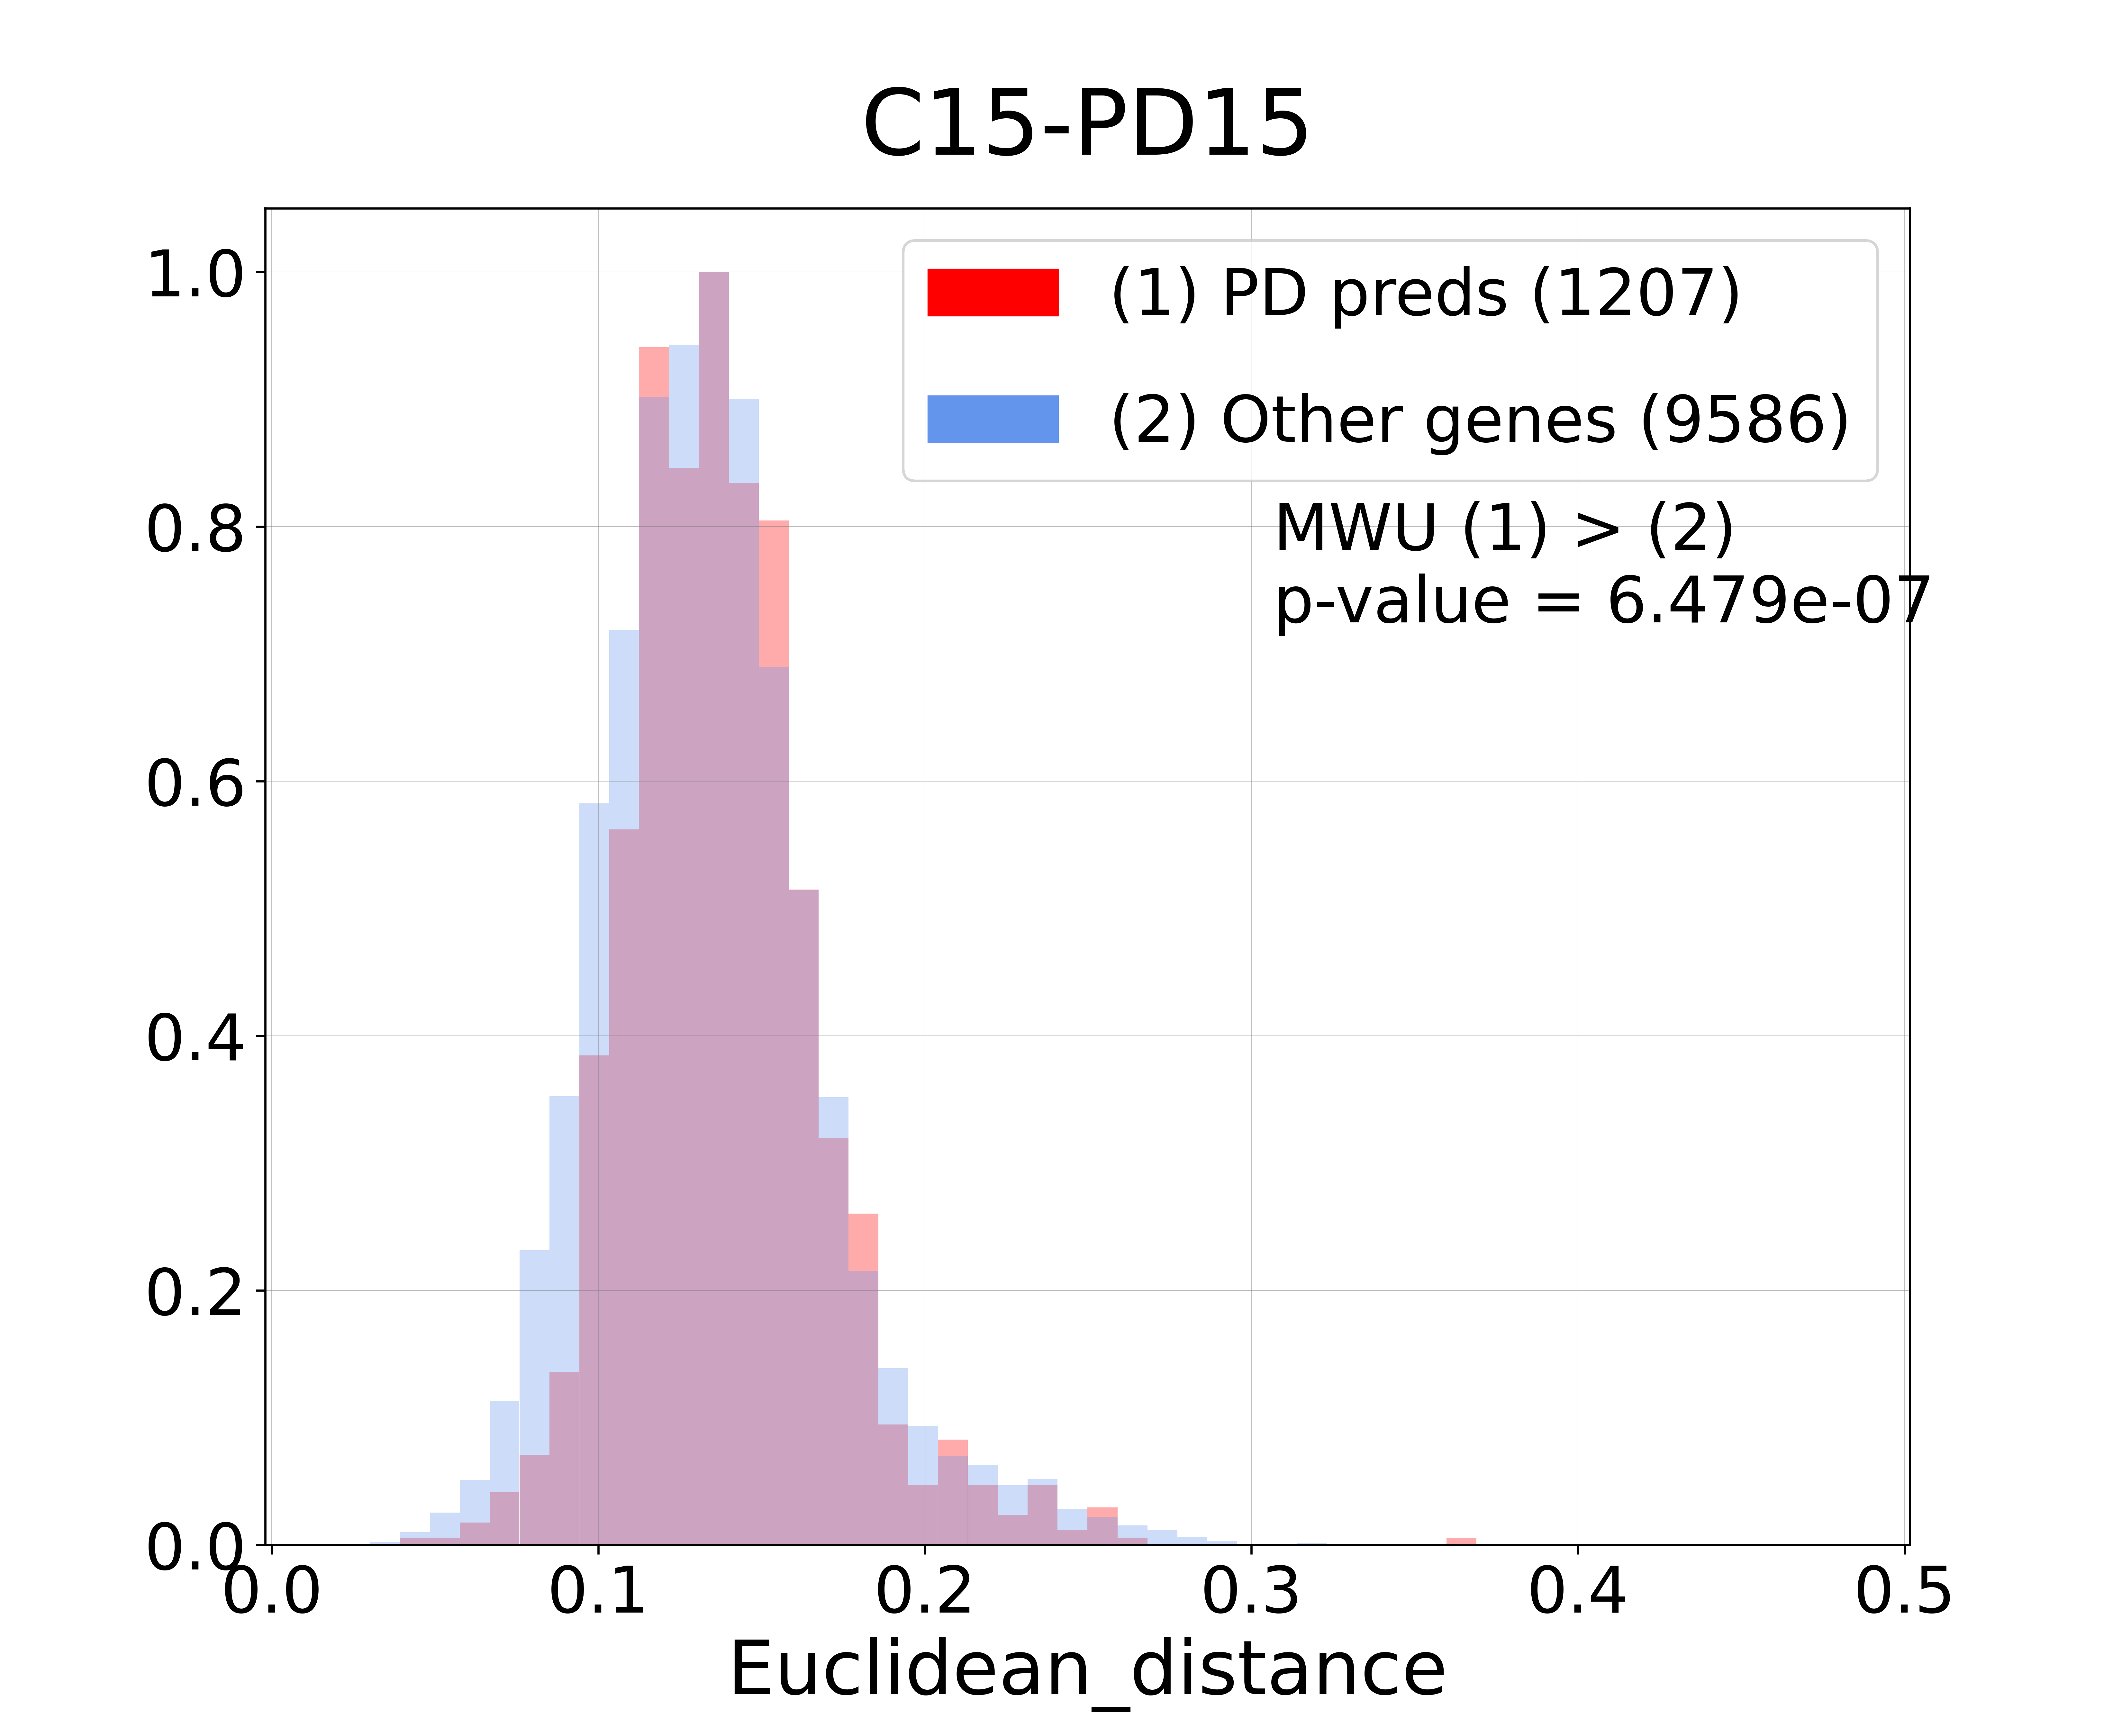 C15-PD15
(1) PD preds (1207)
(2) Other genes (9586)
MWU (1) > (2)
p-value = 6.479e-07
1.0
0.8
0.6
0.4
0.2
0.0
0.0 0.1 0.2 0.3 0.4 0.5
Euclidean_distance